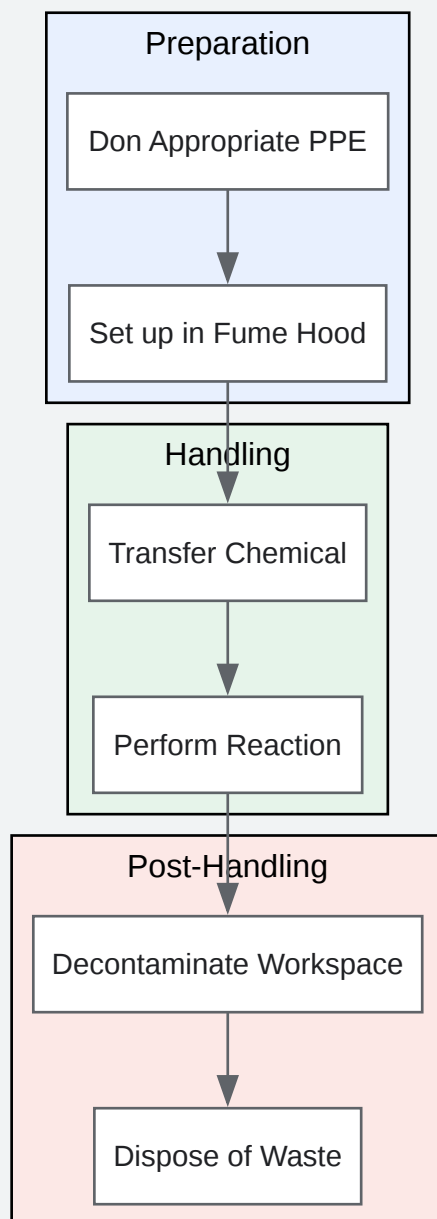 Preparation
Don Appropriate PPE
Set up in Fume Hood
Handling
Transfer Chemical
Perform Reaction
Post-Handling
Decontaminate Workspace
Dispose of Waste